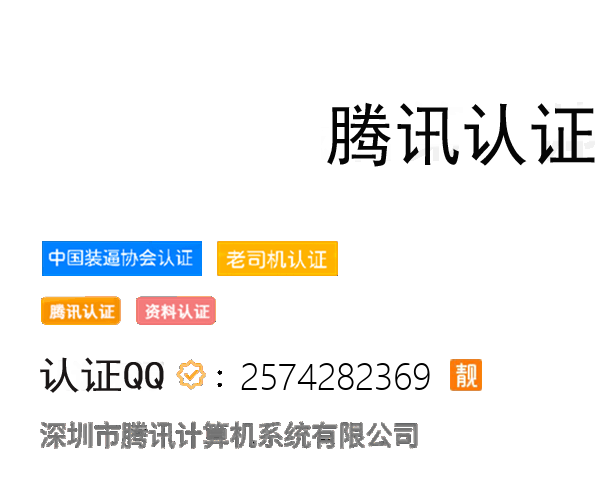 腾讯认证
中国装逼协会认证 老司机认证
腾讯认证 资料认证
认证QQ：2574282369 靓
深圳市腾讯计算机系统有限公司